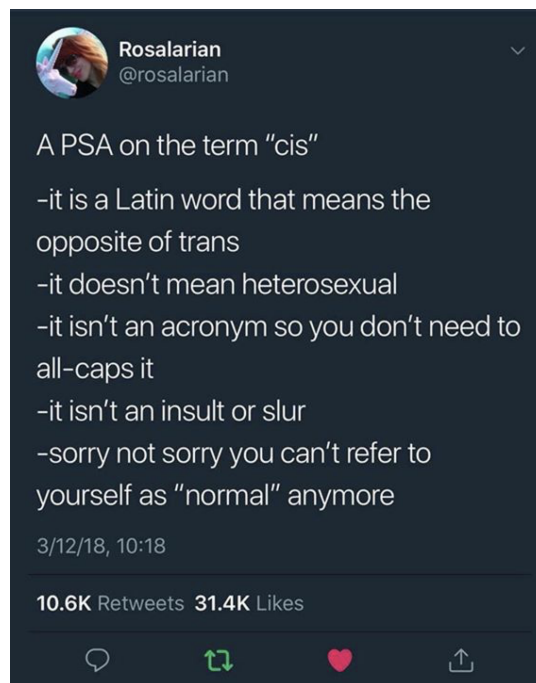 Rosalarian
@rosalarian
A PSA on the term "cis"
-it is a Latin word that means the
opposite of trans
-it doesn't mean heterosexual
-it isn't an acronym so you don't need to
all-caps it
-it isn't an insult or slur
-sorry not sorry you can't refer to
yourself as "normal" anymore
3/12/18, 10:18
10.6K Retweets 31.4K Likes